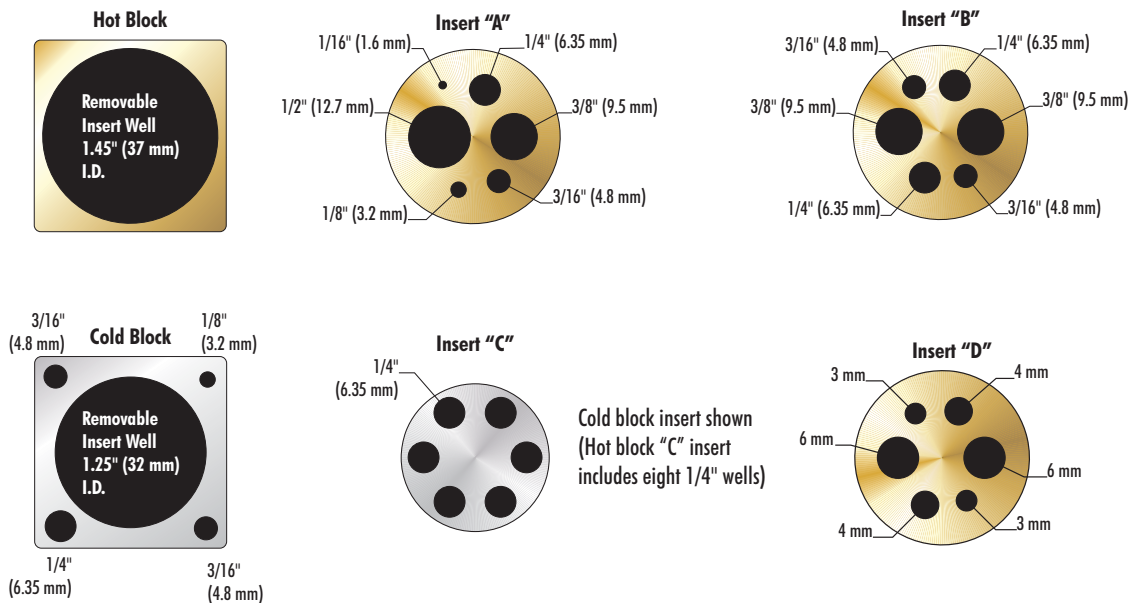 Hot Block
Removable
Insert Well
1.45" (37 mm)
I.D.
Insert “A”
1/16" (1.6 mm)
1/4" (6.35 mm)
1/2" (12.7 mm)
3/8" (9.5 mm)
1/8" (3.2 mm)
3/16" (4.8 mm)
Insert “B”
3/16" (4.8 mm)
1/4" (6.35 mm)
3/8" (9.5 mm)
3/8" (9.5 mm)
1/4" (6.35 mm)
3/16" (4.8 mm)
Cold Block
3/16"
(4.8 mm)
1/8"
(3.2 mm)
Removable
Insert Well
1.25" (32 mm)
I.D.
1/4"
(6.35 mm)
3/16"
(4.8 mm)
Insert “C”
1/4"
(6.35 mm)
Cold block insert shown
(Hot block “C” insert
includes eight 1/4" wells)
Insert “D”
3 mm
4 mm
6 mm
6 mm
4 mm
3 mm